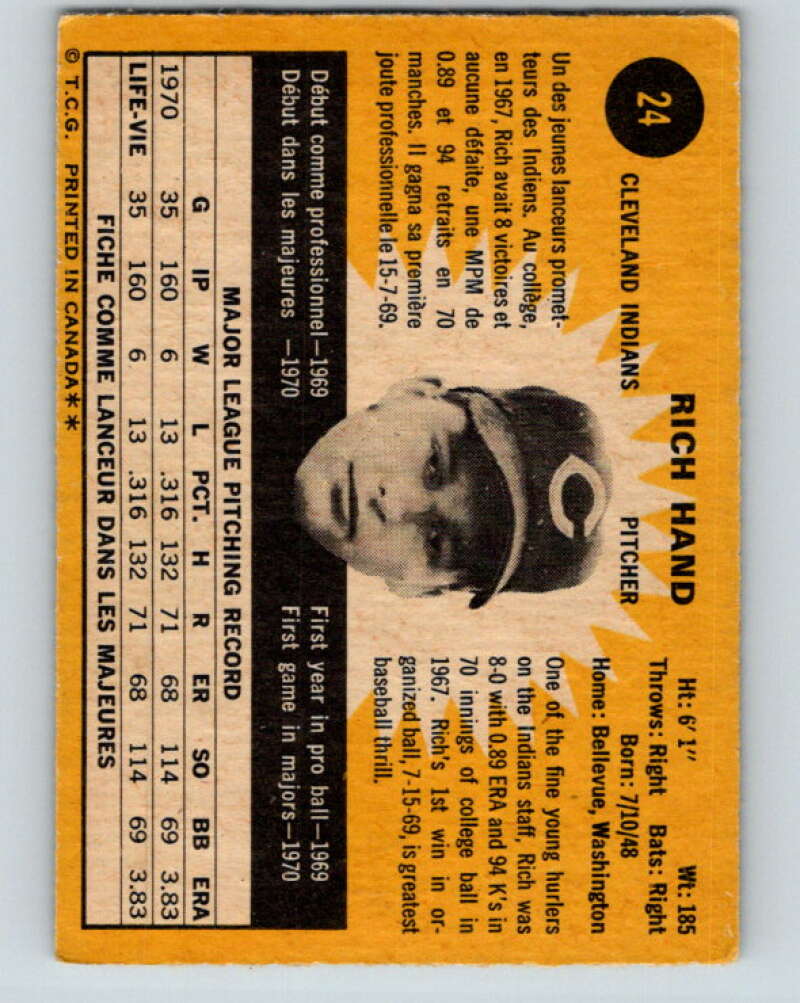 24
RICH HAND
CLEVELAND INDIANS PITCHER
Ht: 6' 1" Wt: 185
Throws: Right Bats: Right
Born: 7/10/48
Home: Bellevue, Washington
Un des jeunes lanceurs promet-
teurs des Indiens. Au collège,
en 1967, Rich avait 8 victoires et
aucune défaite, une MPM de
0.89 et 94 retraits en 70
manches. Il gagna sa première
joute professionnelle le 15-7-69.
C
One of the fine young hurlers
on the Indians staff, Rich was
8-0 with 0.89 ERA and 94 K's in
70 innings of college ball in
1967. Rich's 1st win in or-
ganized ball, 7-15-69, is greatest
baseball thrill.
Début comme professionnel—1969 First year in pro ball—1969
Début dans les majeures —1970 First game in majors—1970
MAJOR LEAGUE PITCHING RECORD
G IP W L PCT. H R ER SO BB ERA
1970 35 160 6 13 .316 132 71 68 114 69 3.83
LIFE-VIE 35 160 6 13 .316 132 71 68 114 69 3.83
FICHE COMME LANCEUR DANS LES MAJEURES
© T.C.G. PRINTED IN CANADA**